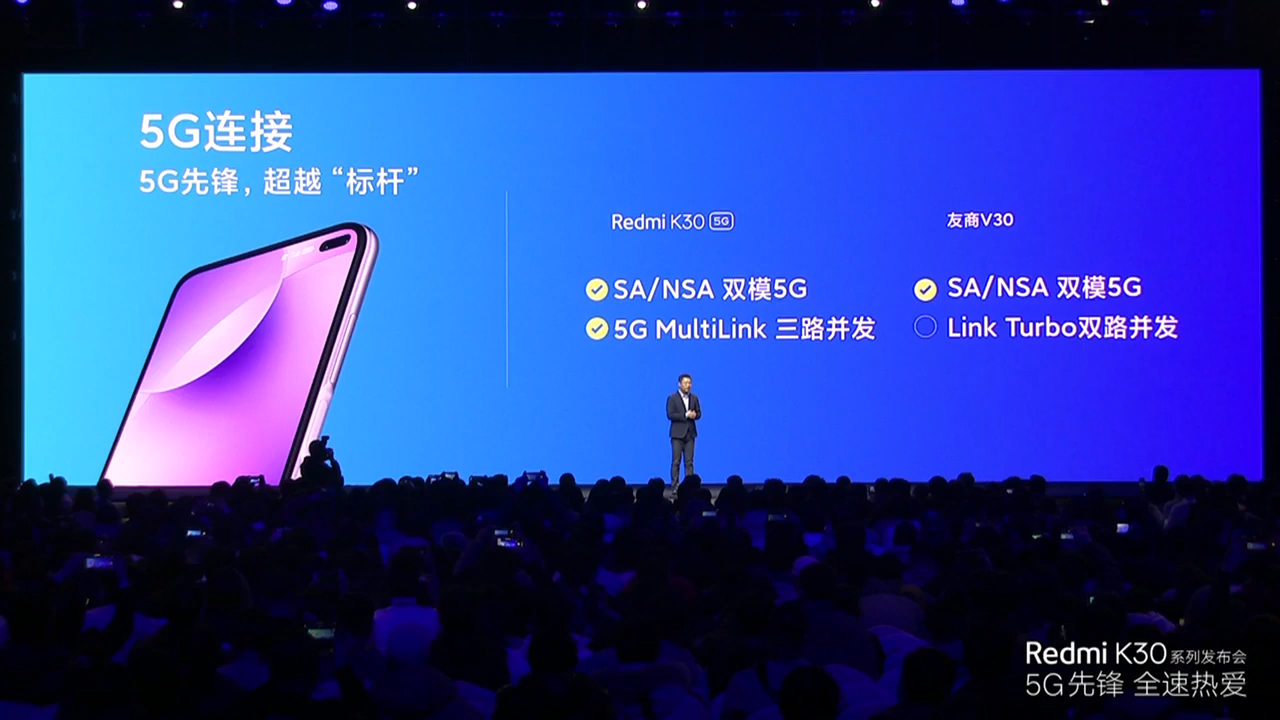 5G连接
5G先锋，超越“标杆”
Redmi K30 5G
友商V30
SA/NSA 双模5G
SA/NSA 双模5G
5G MultiLink 三路并发
Link Turbo双路并发
Redmi K30 系列发布会
5G先锋 全速热爱